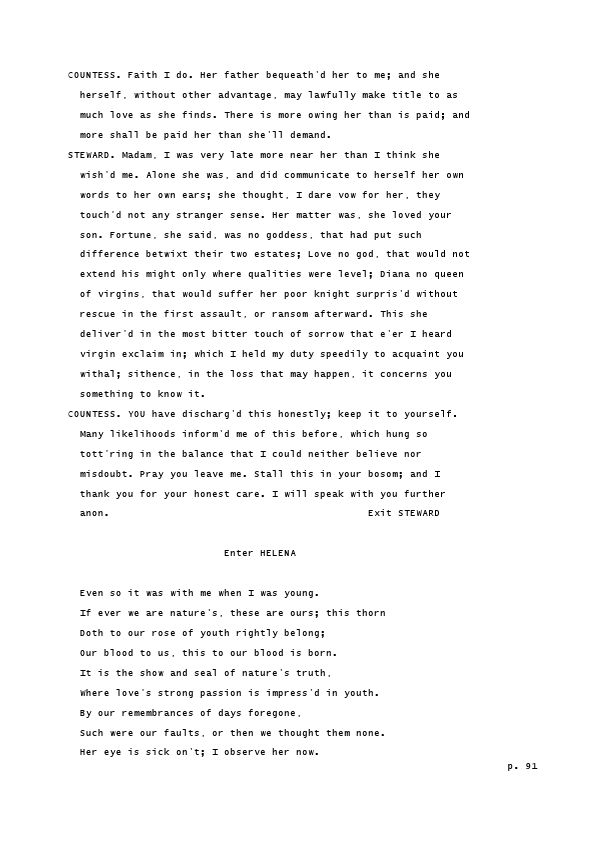 COUNTESS. Faith I do. Her father bequeath'd her to me; and she
herself, without other advantage, may lawfully make title to as
much love as she finds. There is more owing her than is paid; and
more shall be paid her than she'll demand.
STEWARD. Madam, I was very late more near her than I think she
wish'd me. Alone she was, and did communicate to herself her own
words to her own ears; she thought, I dare vow for her, they
touch'd not any stranger sense. Her matter was, she loved your
son. Fortune, she said, was no goddess, that had put such
difference betwixt their two estates; Love no god, that would not
extend his might only where qualities were level; Diana no queen
of virgins, that would suffer her poor knight surpris'd without
rescue in the first assault, or ransom afterward. This she
deliver'd in the most bitter touch of sorrow that e'er I heard
virgin exclaim in; which I held my duty speedily to acquaint you
withal; sithence, in the loss that may happen, it concerns you
something to know it.
COUNTESS. YOU have discharg'd this honestly; keep it to yourself.
Many likelihoods inform'd me of this before, which hung so
tott'ring in the balance that I could neither believe nor
misdoubt. Pray you leave me. Stall this in your bosom; and I
thank you for your honest care. I will speak with you further
anon. Exit STEWARD
Enter HELENA
Even so it was with me when I was young.
If ever we are nature's, these are ours; this thorn
Doth to our rose of youth rightly belong;
Our blood to us, this to our blood is born.
It is the show and seal of nature's truth,
Where love's strong passion is impress'd in youth.
By our remembrances of days foregone,
Such were our faults, or then we thought them none.
Her eye is sick on't; I observe her now.
p. 91